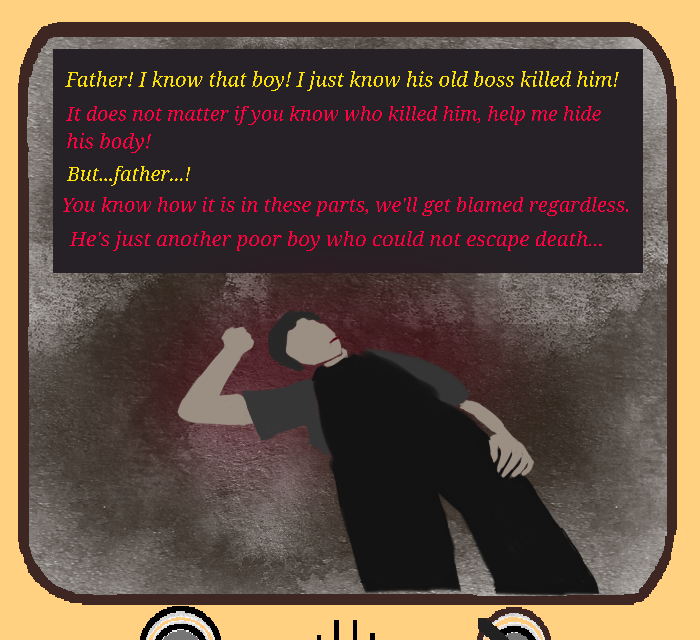 Father! I know that boy! I just know his old boss killed him!
It does not matter if you know who killed him, help me hide
his body!
But...father...!
You know how it is in these parts, we'll get blamed regardless.
He's just another poor boy who could not escape death...